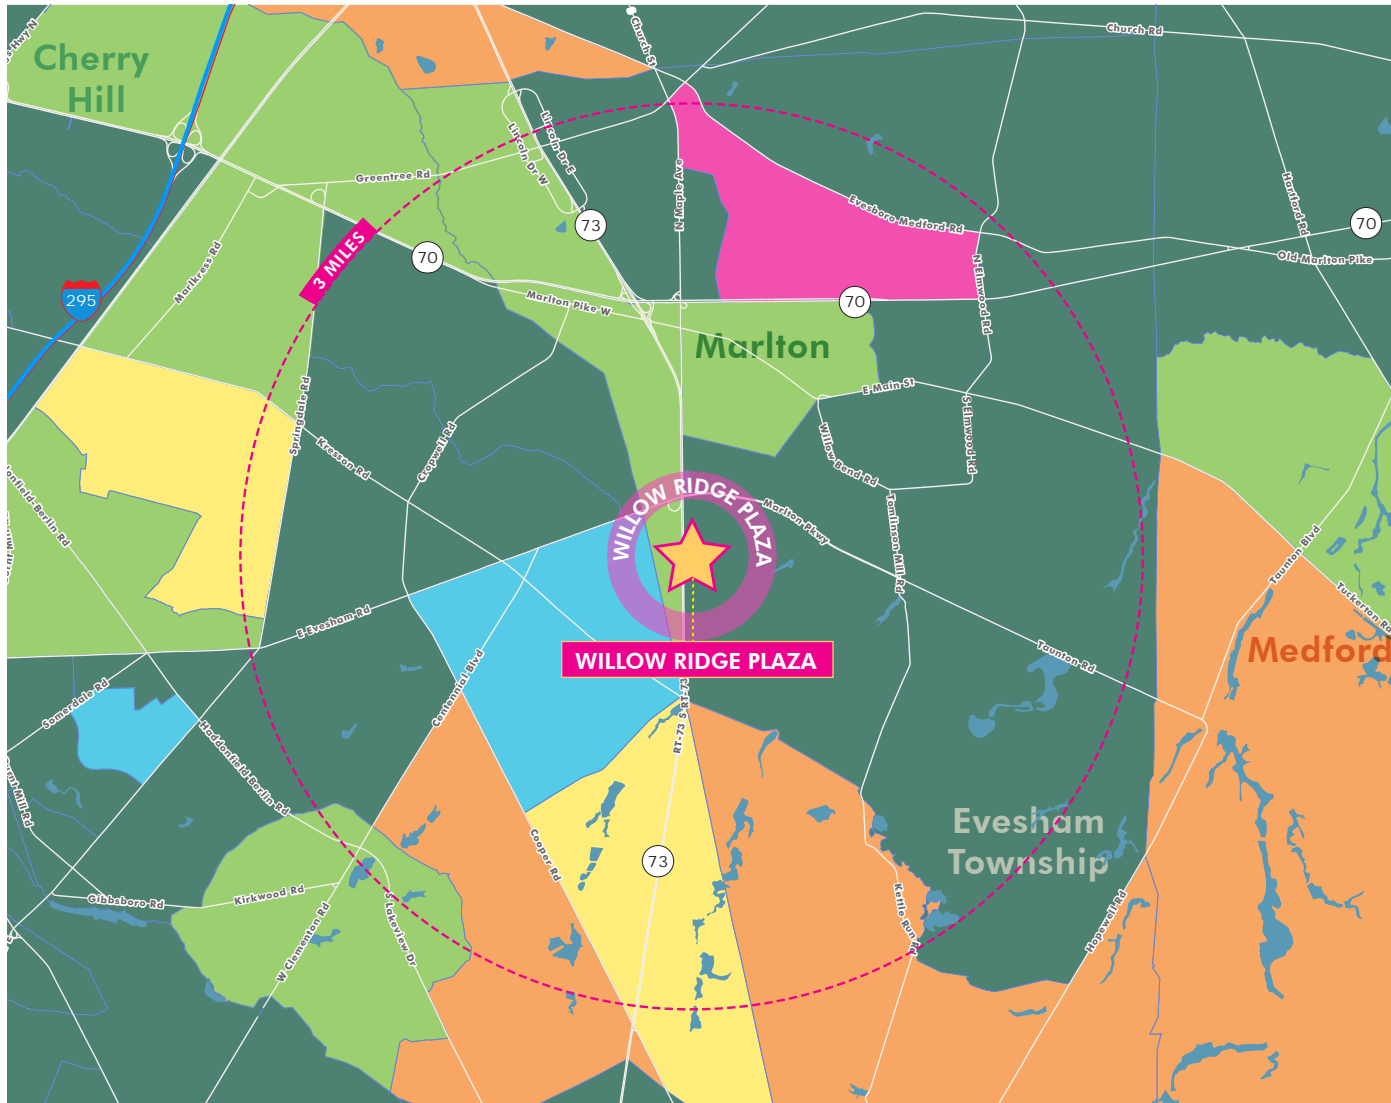 Church St
Church Rd
Cherry
Hill
Lincoln Dr E
Lincoln Dr W
Greentree Rd
N Maple Ave
Hartford Rd
Evesboro Medford Rd
73
70
70
Old Marlton Pike
3 MILES
Marlkress Rd
N Elmwood Rd
295
Marlton Pike W
70
Marlton
E Main St
Springdale Rd
S Elmwood Rd
Cropwell Rd
Kresson Rd
Willow Bend Rd
WILLOW RIDGE PLAZA
Marlton Pkwy
Tomlinson Mill Rd
Taunton Blvd
Tuckerton Rd
E Evesham Rd
Medford
WILLOW RIDGE PLAZA
Taunton Rd
Centennial Blvd
Somerdale Rd
RT-73 S RT-73
Haddonfield-Berlin Rd
Evesham
Township
Cooper Rd
73
Gibbsboro Rd
Kirkwood Rd
S Lakeview Dr
W Clementon Rd
Kettle Run Rd
Hopewell Rd